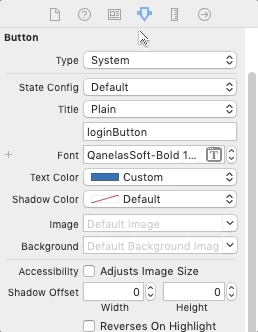 Button
Type System
State Config Default
Title Plain
loginButton
+ Font QanelasSoft-Bold 1... T
Text Color Custom
Shadow Color Default
Image Default Image
Background Default Background Imag
Accessibility Adjusts Image Size
Shadow Offset 0 0
Width Height
Reverses On Highlight